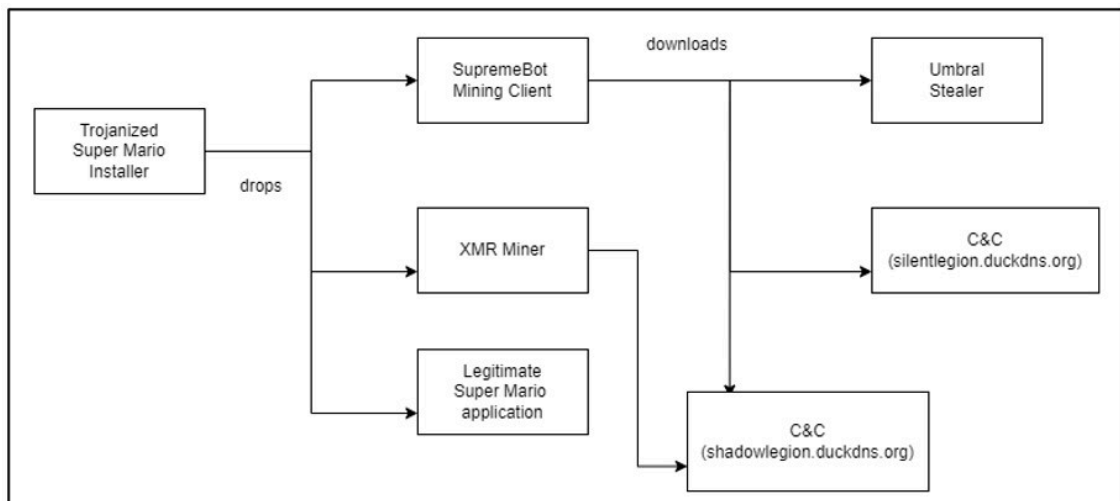 downloads
SupremeBot
Mining Client
Umbral
Stealer
Trojanized
Super Mario
Installer
drops
XMR Miner
C&C
(silentlegion.duckdns.org)
Legitimate
Super Mario
application
C&C
(shadowlegion.duckdns.org)